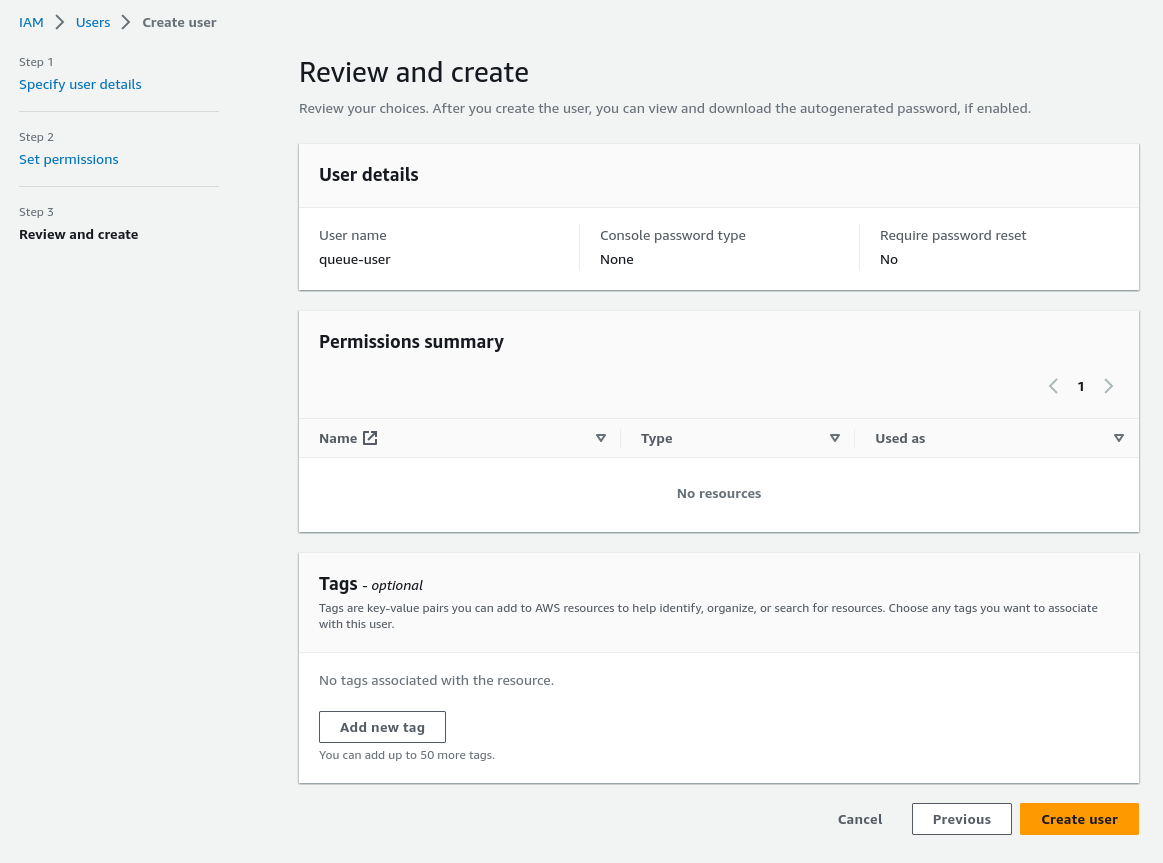 IAM > Users > Create user
Step 1
Specify user details
Step 2
Set permissions
Step 3
Review and create
Review and create
Review your choices. After you create the user, you can view and download the autogenerated password, if enabled.
User details
User name
queue-user
Console password type
None
Require password reset
No
Permissions summary
1
Name Type Used as
No resources
Tags - optional
Tags are key-value pairs you can add to AWS resources to help identify, organize, or search for resources. Choose any tags you want to associate
with this user.
No tags associated with the resource.
Add new tag
You can add up to 50 more tags.
Cancel Previous Create user